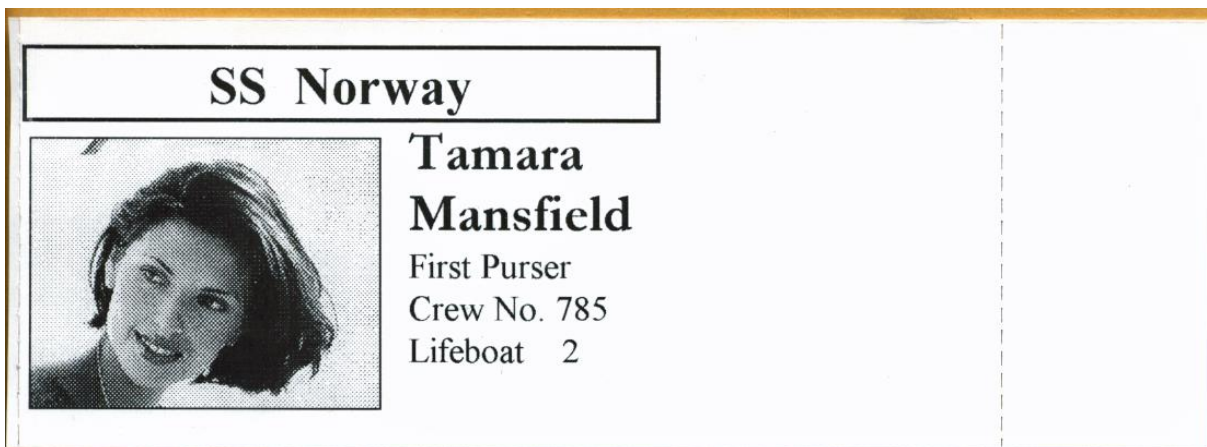 SS Norway
Tamara
Mansfield
First Purser
Crew No. 785
Lifeboat 2